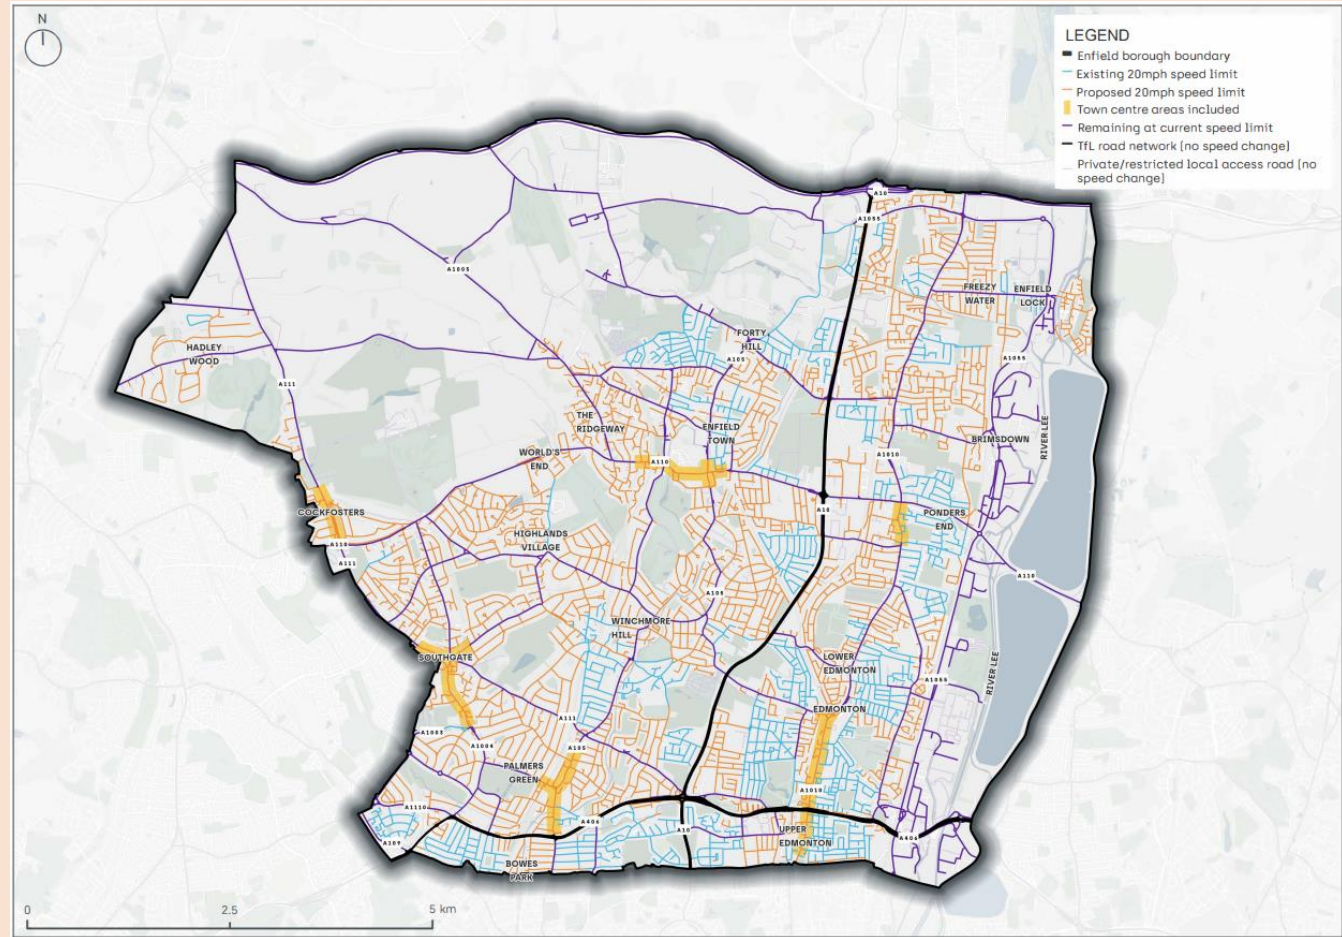 N
LEGEND
Enfield borough boundary
Existing 20mph speed limit
Proposed 20mph speed limit
Town centre areas included
Remaining at current speed limit
TfL road network (no speed change)
Private/restricted local access road (no
speed change)
A10
A1055
A1005
FREEZY
WATER
ENFIELD
LOCK
HADLEY
WOOD
FORTY
HILL
A105
A1055
A111
THE
RIDGEWAY
ENFIELD
TOWN
RIVER LEE
BRIMSDOWN
WORLD'S
END
A110
A1010
COCKFOSTERS
A10
PONDERS
END
HIGHLANDS
VILLAGE
A110
A111
A110
A105
WINCHMORE
HILL
SOUTHGATE
LOWER
EDMONTON
RIVER LEE
A1055
EDMONTON
A111
A1003
A1004
A105
PALMERS
GREEN
A1010
A1110
A406
A10
UPPER
EDMONTON
A406
A109
BOWES
PARK
0
2.5
5 km